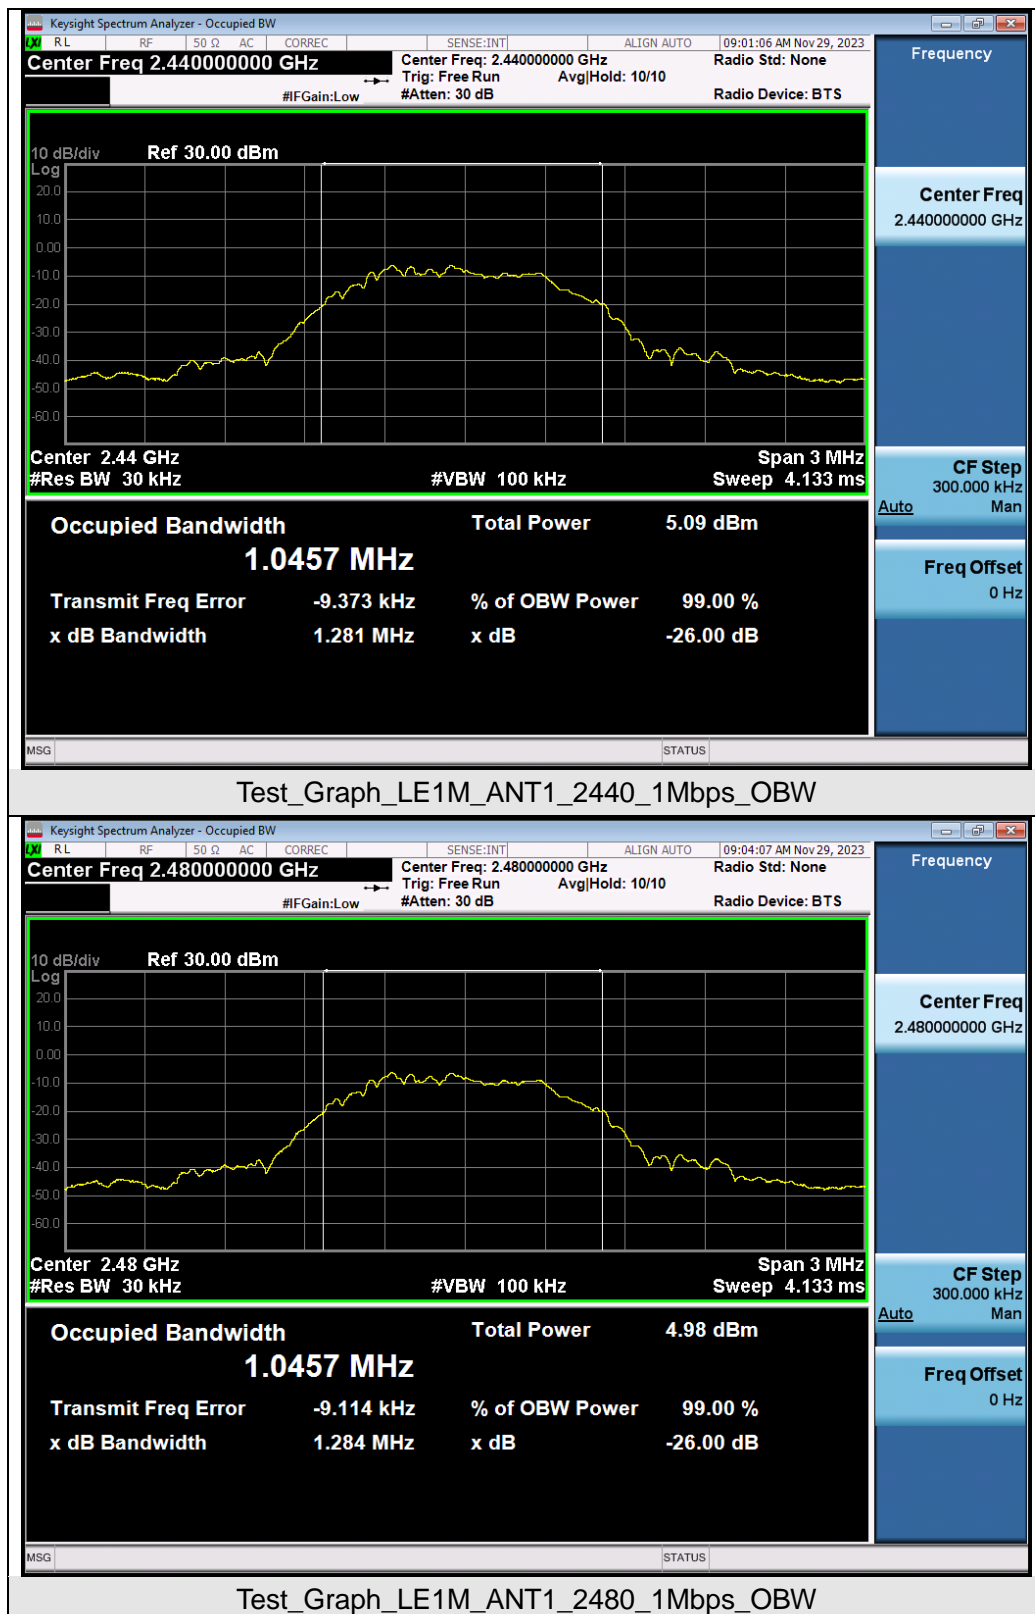 Keysight Spectrum Analyzer - Occupied BW
LXI RL RF 50 Ω AC CORREC SENSE:INT ALIGN AUTO 09:01:06 AM Nov 29, 2023
Center Freq 2.440000000 GHz
Center Freq: 2.440000000 GHz
Radio Std: None
Trig: Free Run Avg|Hold: 10/10
#IFGain:Low
#Atten: 30 dB
Radio Device: BTS
10 dB/div Ref 30.00 dBm
Log
20.0
10.0
0.00
-10.0
-20.0
-30.0
-40.0
-50.0
-60.0
Center 2.44 GHz Span 3 MHz
#Res BW 30 kHz #VBW 100 kHz Sweep 4.133 ms
Occupied Bandwidth Total Power 5.09 dBm
1.0457 MHz
Transmit Freq Error -9.373 kHz % of OBW Power 99.00 %
x dB Bandwidth 1.281 MHz x dB -26.00 dB
MSG STATUS
Frequency
Center Freq
2.440000000 GHz
CF Step
300.000 kHz
Auto Man
Freq Offset
0 Hz
Test_Graph_LE1M_ANT1_2440_1Mbps_OBW
Keysight Spectrum Analyzer - Occupied BW
LXI RL RF 50 Ω AC CORREC SENSE:INT ALIGN AUTO 09:04:07 AM Nov 29, 2023
Center Freq 2.480000000 GHz
Center Freq: 2.480000000 GHz
Radio Std: None
Trig: Free Run Avg|Hold: 10/10
#IFGain:Low
#Atten: 30 dB
Radio Device: BTS
10 dB/div Ref 30.00 dBm
Log
20.0
10.0
0.00
-10.0
-20.0
-30.0
-40.0
-50.0
-60.0
Center 2.48 GHz Span 3 MHz
#Res BW 30 kHz #VBW 100 kHz Sweep 4.133 ms
Occupied Bandwidth Total Power 4.98 dBm
1.0457 MHz
Transmit Freq Error -9.114 kHz % of OBW Power 99.00 %
x dB Bandwidth 1.284 MHz x dB -26.00 dB
MSG STATUS
Frequency
Center Freq
2.480000000 GHz
CF Step
300.000 kHz
Auto Man
Freq Offset
0 Hz
Test_Graph_LE1M_ANT1_2480_1Mbps_OBW